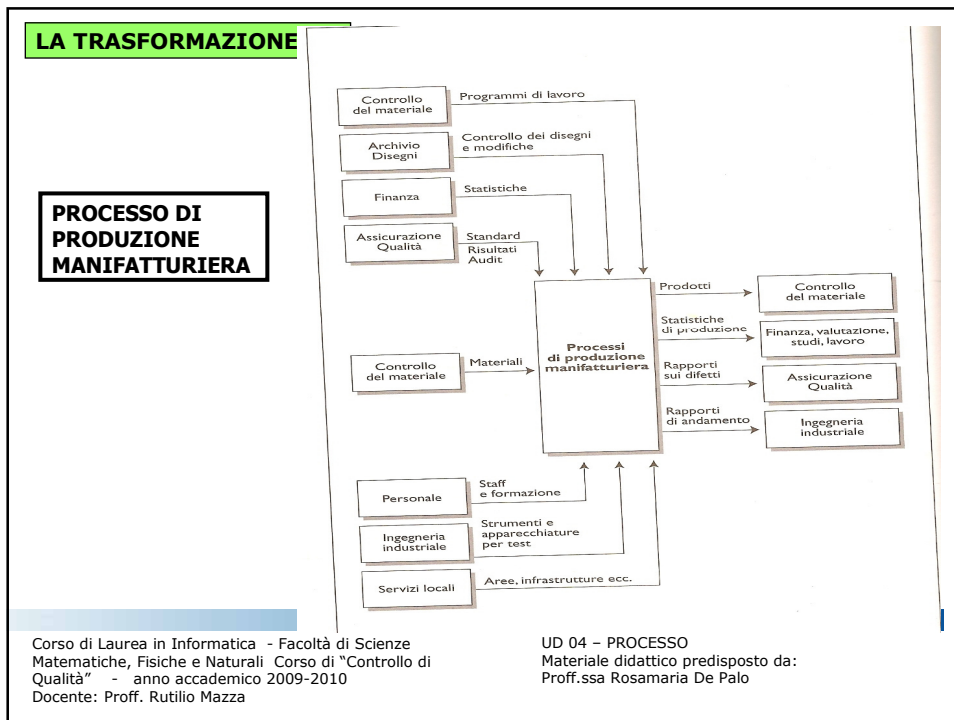 LA TRASFORMAZIONE
PROCESSO DI
PRODUZIONE
MANIFATTURIERA
Controllo
del materiale
Programmi di lavoro
Archivio
Disegni
Controllo dei disegni
e modifiche
Finanza
Statistiche
Assicurazione
Qualità
Standard
Risultati
Audit
Controllo
del materiale
Materiali
Processi
di produzione
manifatturiera
Prodotti
Controllo
del materiale
Statistiche
di produzione
Finanza, valutazione,
studi, lavoro
Rapporti
sui difetti
Assicurazione
Qualità
Rapporti
di andamento
Ingegneria
industriale
Personale
Staff
e formazione
Ingegneria
industriale
Strumenti e
apparecchiature
per test
Servizi locali
Aree, infrastrutture ecc.
Corso di Laurea in Informatica - Facoltà di Scienze
Matematiche, Fisiche e Naturali Corso di “Controllo di
Qualità” - anno accademico 2009-2010
Docente: Proff. Rutilio Mazza
UD 04 – PROCESSO
Materiale didattico predisposto da:
Proff.ssa Rosamaria De Palo